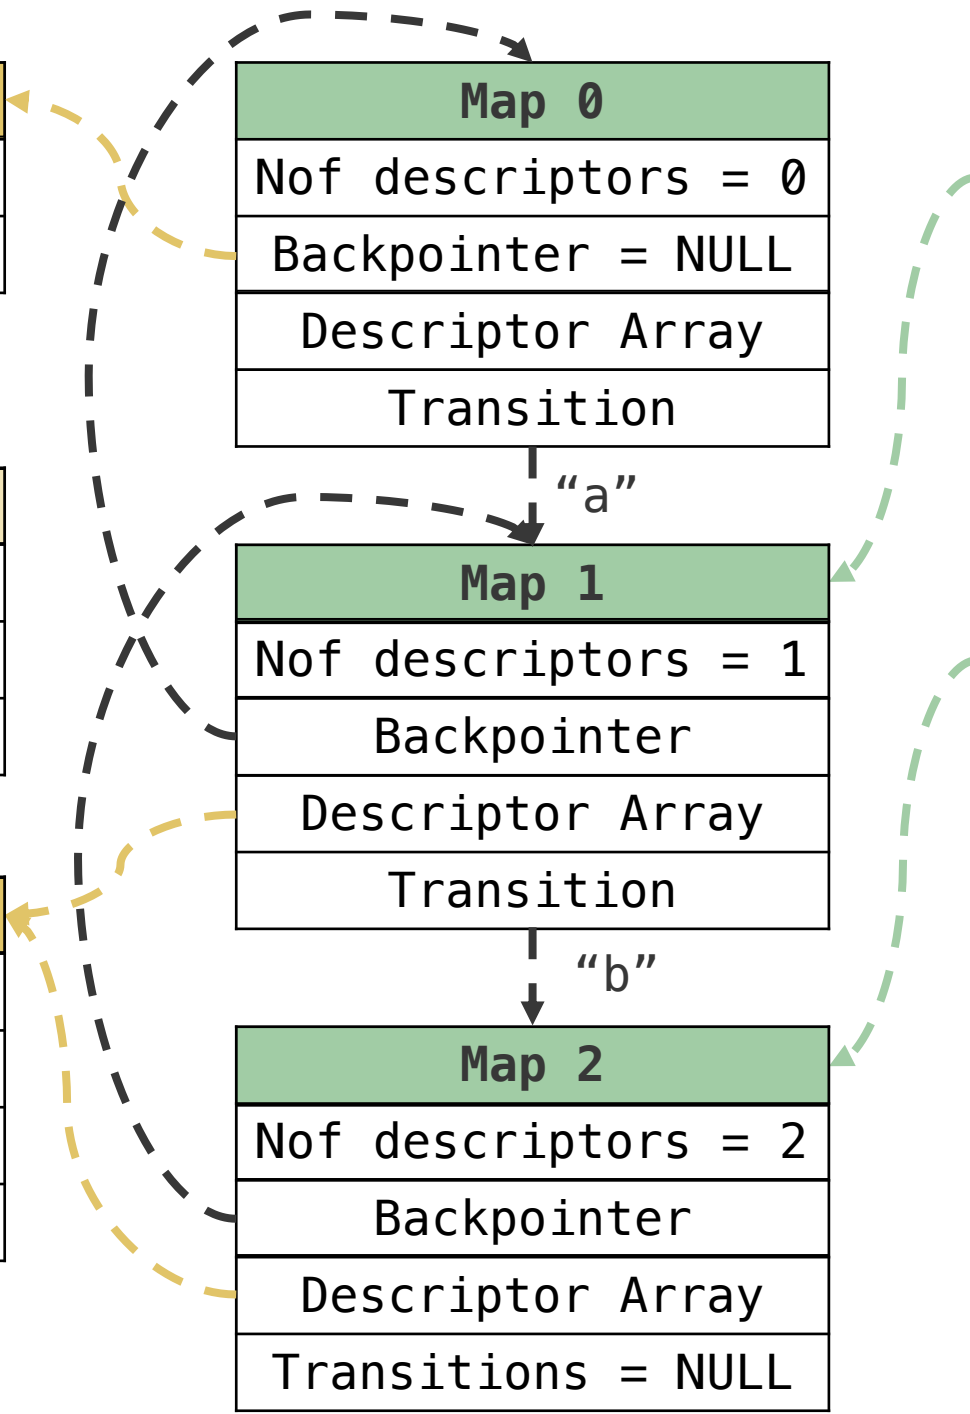 Map 0
Nof descriptors = 0
Backpointer = NULL
Descriptor Array
Transition
“a”
Map 1
Nof descriptors = 1
Backpointer
Descriptor Array
Transition
“b”
Map 2
Nof descriptors = 2
Backpointer
Descriptor Array
Transitions = NULL